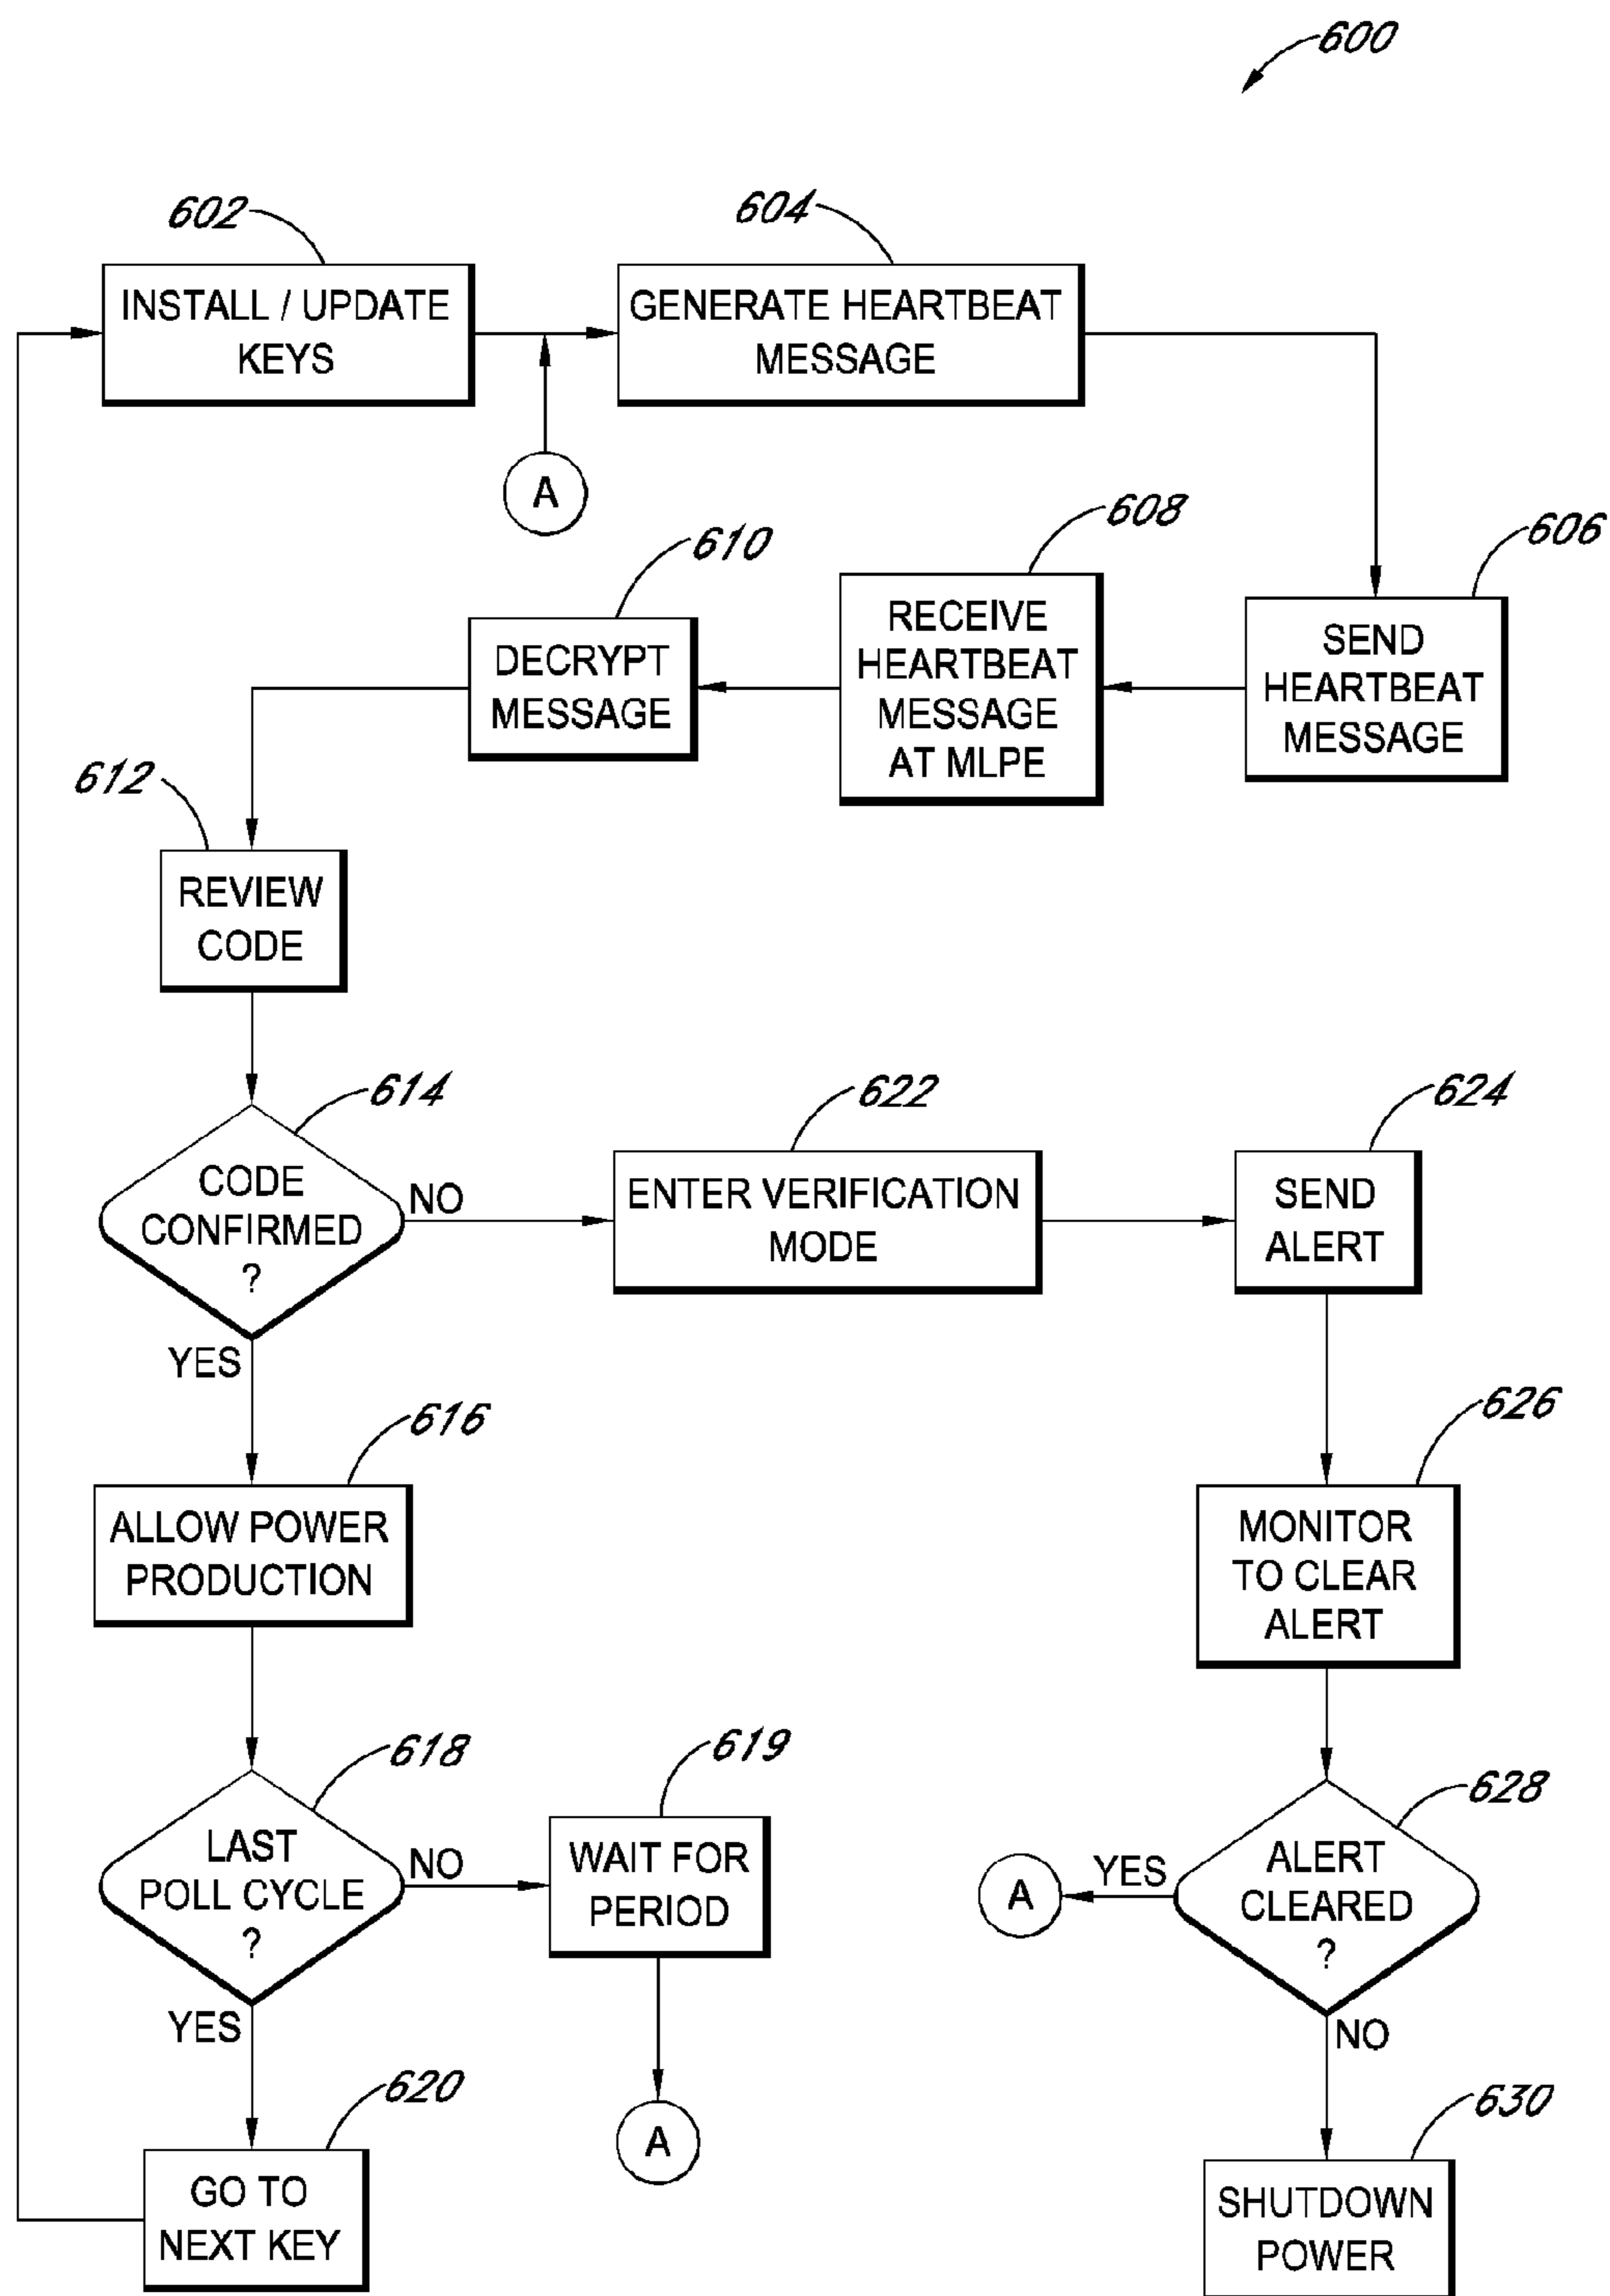 600
602
604
INSTALL / UPDATE
KEYS
GENERATE HEARTBEAT
MESSAGE
A
608
606
610
RECEIVE
HEARTBEAT
MESSAGE
AT MLPE
SEND
HEARTBEAT
MESSAGE
DECRYPT
MESSAGE
612
REVIEW
CODE
614
622
624
CODE
CONFIRMED
?
NO
ENTER VERIFICATION
MODE
SEND
ALERT
YES
616
626
ALLOW POWER
PRODUCTION
MONITOR
TO CLEAR
ALERT
618
619
628
LAST
POLL CYCLE
?
NO
WAIT FOR
PERIOD
A
YES
ALERT
CLEARED
?
YES
NO
620
A
630
GO TO
NEXT KEY
SHUTDOWN
POWER